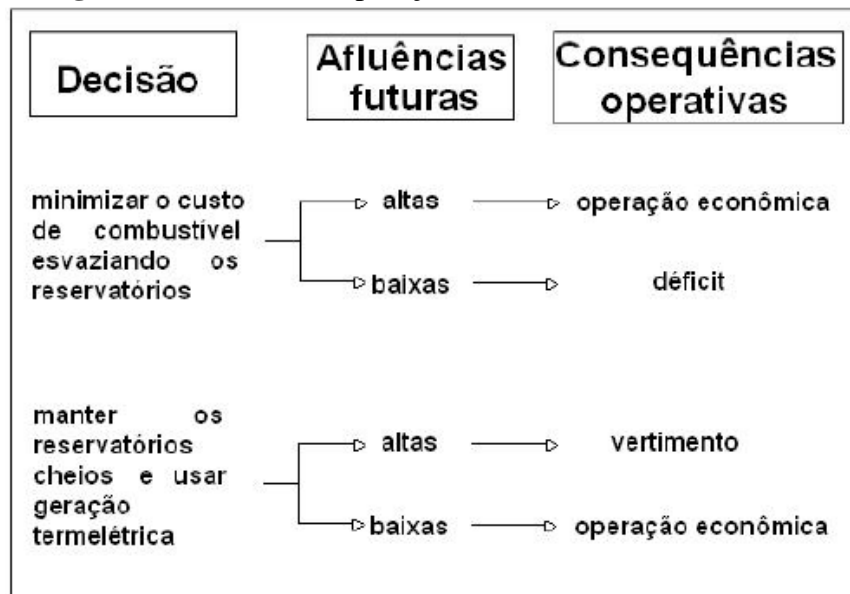 Decisão
Afluências
futuras
Consequências
operativas
minimizar o custo
de combustível
esvaziando os
reservatórios
altas
operação econômica
baixas
déficit
manter os
reservatórios
cheios e usar
geração
termelétrica
altas
vertimento
baixas
operação econômica